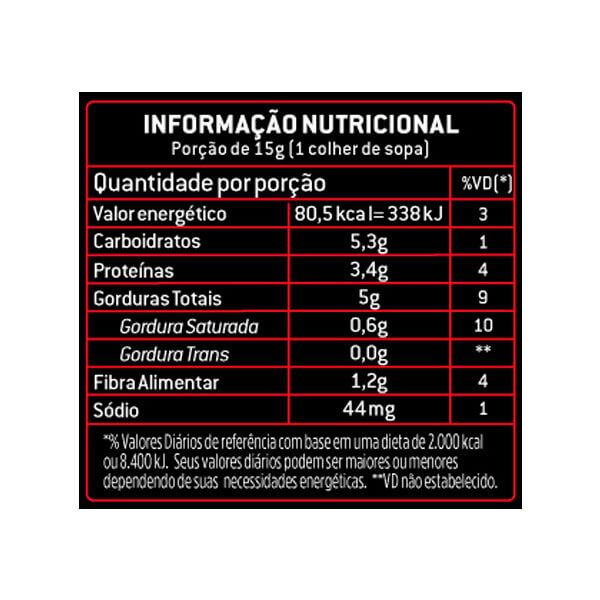 INFORMAÇÃO NUTRICIONAL
Porção de 15g (1 colher de sopa)
Quantidade por porção %VD(*)
Valor energético 80,5 kcal= 338 kJ 3
Carboidratos 5,3g 1
Proteínas 3,4g 4
Gorduras Totais 5g 9
Gordura Saturada 0,6g 10
Gordura Trans 0,0g **
Fibra Alimentar 1,2g 4
Sódio 44mg 1
*% Valores Diários de referência com base em uma dieta de 2.000 kcal
ou 8.400 kJ. Seus valores diários podem ser maiores ou menores
dependendo de suas necessidades energéticas. **VD não estabelecido.